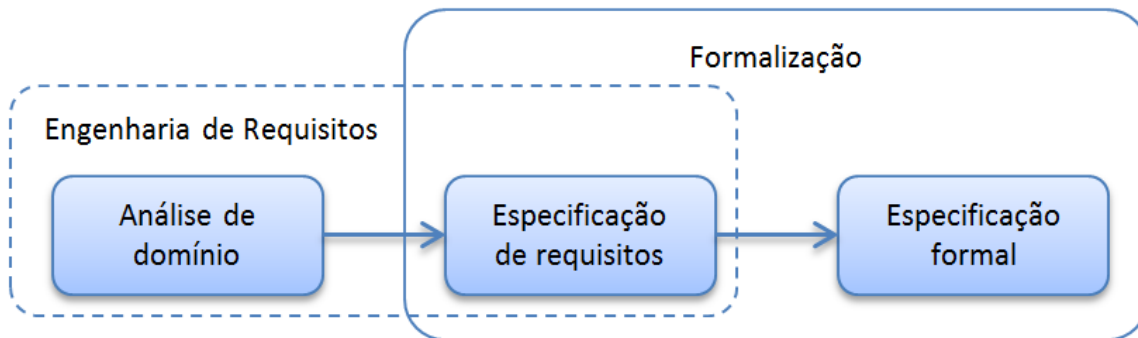 Formalização
Engenharia de Requisitos
Análise de
domínio
Especificação
de requisitos
Especificação
formal